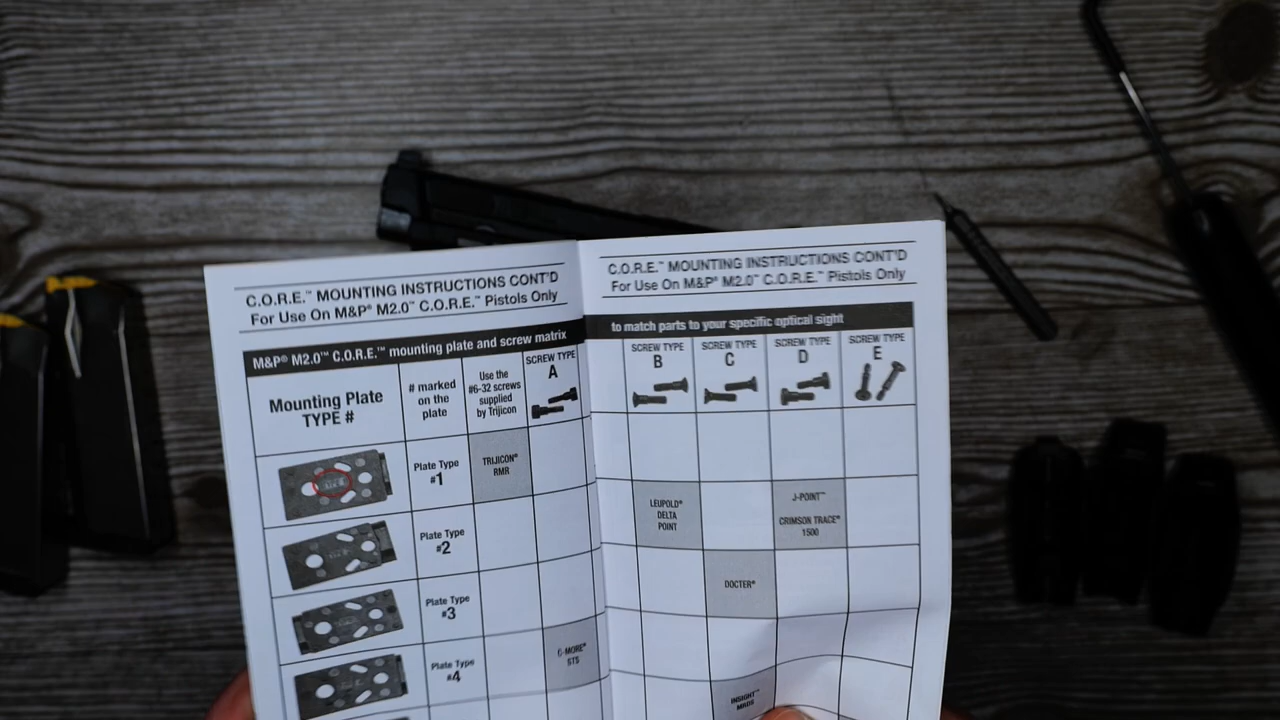 C.O.R.E.™ MOUNTING INSTRUCTIONS CONT'D
For Use On M&P® M2.0™ C.O.R.E.™ Pistols Only
M&P® M2.0™ C.O.R.E.™ mounting plate and screw matrix
Mounting Plate
TYPE #
# marked
on the
plate
Use the
#6-32 screws
supplied
by Trijicon
SCREW TYPE
A
Plate Type
#1
TRIJICON®
RMR
Plate Type
#2
Plate Type
#3
Plate Type
#4
C-MORE®
STS
C.O.R.E.™ MOUNTING INSTRUCTIONS CONT'D
For Use On M&P® M2.0™ C.O.R.E.™ Pistols Only
to match parts to your specific optical sight
SCREW TYPE
B
SCREW TYPE
C
SCREW TYPE
D
SCREW TYPE
E
LEUPOLD®
DELTA
POINT
J-POINT™
CRIMSON TRACE®
1500
DOCTER®
INSIGHT™
MRDS